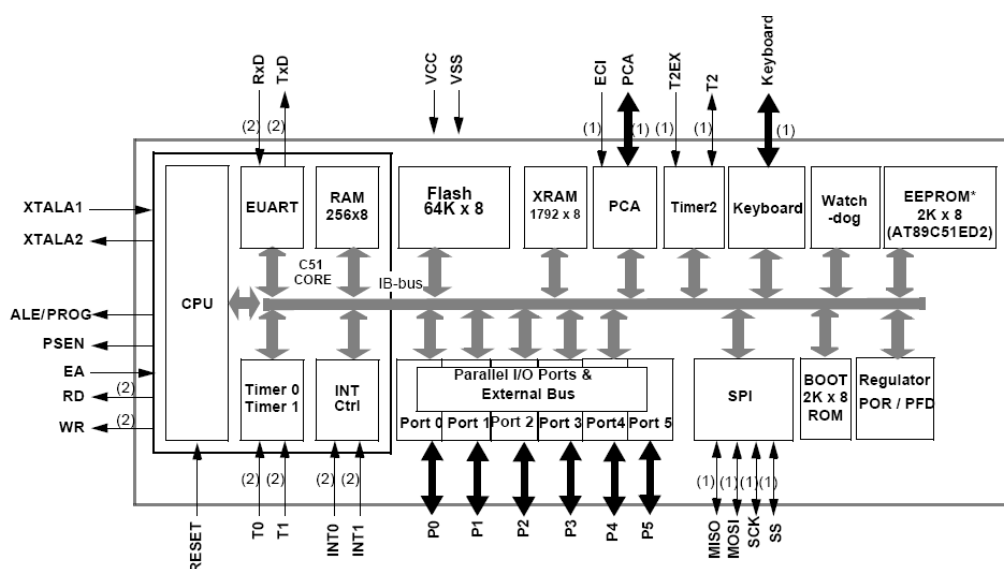 RxD
TxD
VCC
VSS
ECI
PCA
T2EX
T2
Keyboard
(2)
(2)
(1)
(1)
(1)
(1)
(1)
XTALA1
XTALA2
ALE/PROG
PSEN
EA
RD
(2)
WR
(2)
CPU
EUART
RAM
256x8
Flash
64K x 8
XRAM
1792 x 8
PCA
Timer2
Keyboard
Watch
-dog
EEPROM*
2K x 8
(AT89C51ED2)
C51
CORE
IB-bus
Timer 0
Timer 1
INT
Ctrl
Parallel I/O Ports &
External Bus
Port 0
Port 1
Port 2
Port 3
Port4
Port 5
SPI
BOOT
2K x 8
ROM
Regulator
POR / PFD
(2)
(2)
(2)
(2)
(1)
(1)
(1)
(1)
RESET
T0
T1
INT0
INT1
P0
P1
P2
P3
P4
P5
MISO
MOSI
SCK
SS